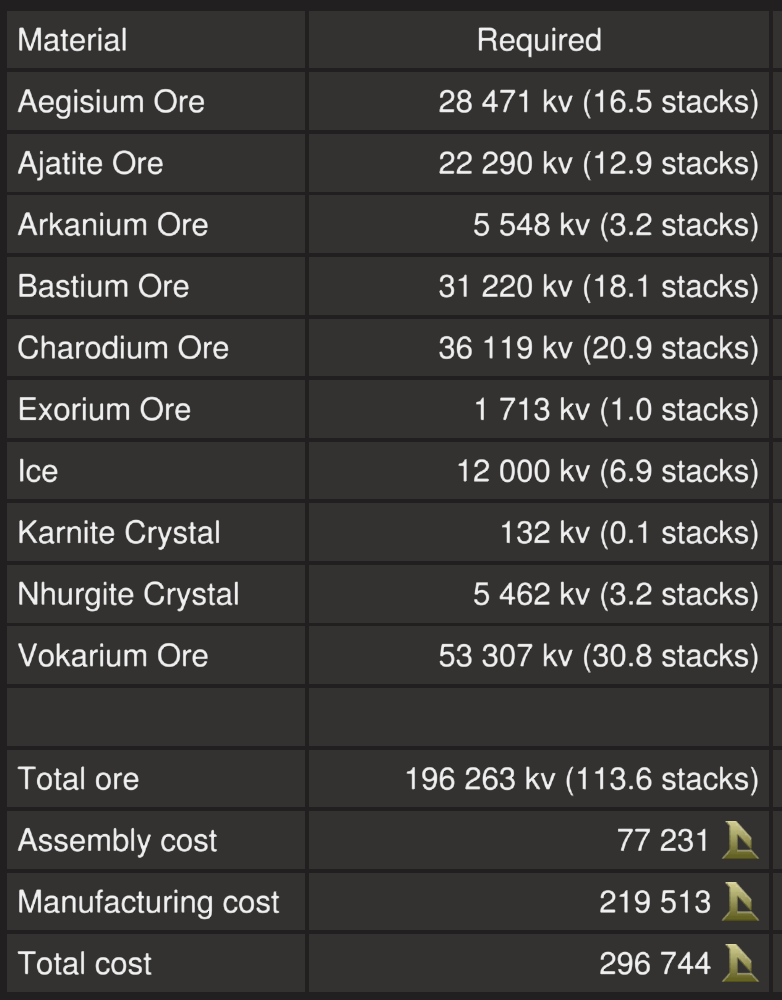 Material Required
Aegisium Ore 28 471 kv (16.5 stacks)
Ajatite Ore 22 290 kv (12.9 stacks)
Arkanium Ore 5 548 kv (3.2 stacks)
Bastium Ore 31 220 kv (18.1 stacks)
Charodium Ore 36 119 kv (20.9 stacks)
Exorium Ore 1 713 kv (1.0 stacks)
Ice 12 000 kv (6.9 stacks)
Karnite Crystal 132 kv (0.1 stacks)
Nhurgite Crystal 5 462 kv (3.2 stacks)
Vokarium Ore 53 307 kv (30.8 stacks)
Total ore 196 263 kv (113.6 stacks)
Assembly cost 77 231
Manufacturing cost 219 513
Total cost 296 744